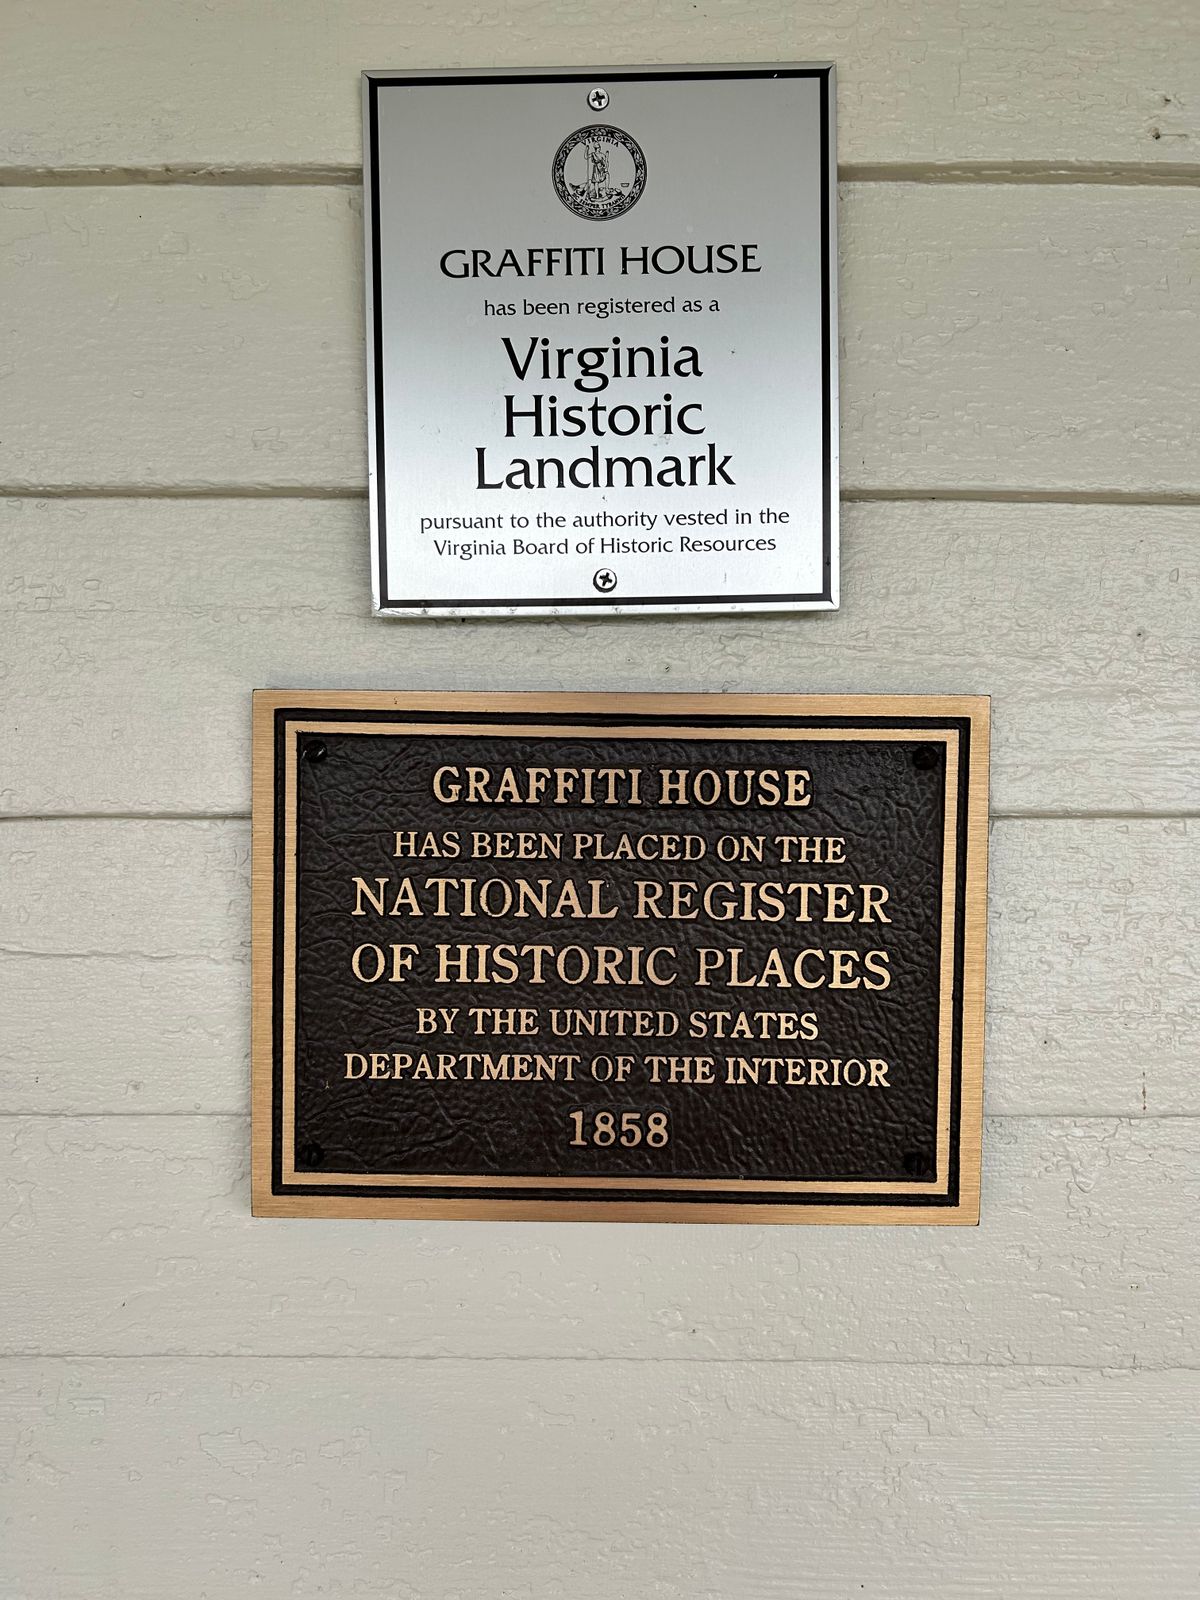 VIRGINIA
GRAFFITI HOUSE
has been registered as a
Virginia
Historic
Landmark
pursuant to the authority vested in the
Virginia Board of Historic Resources
GRAFFITI HOUSE
HAS BEEN PLACED ON THE
NATIONAL REGISTER
OF HISTORIC PLACES
BY THE UNITED STATES
DEPARTMENT OF THE INTERIOR
1858